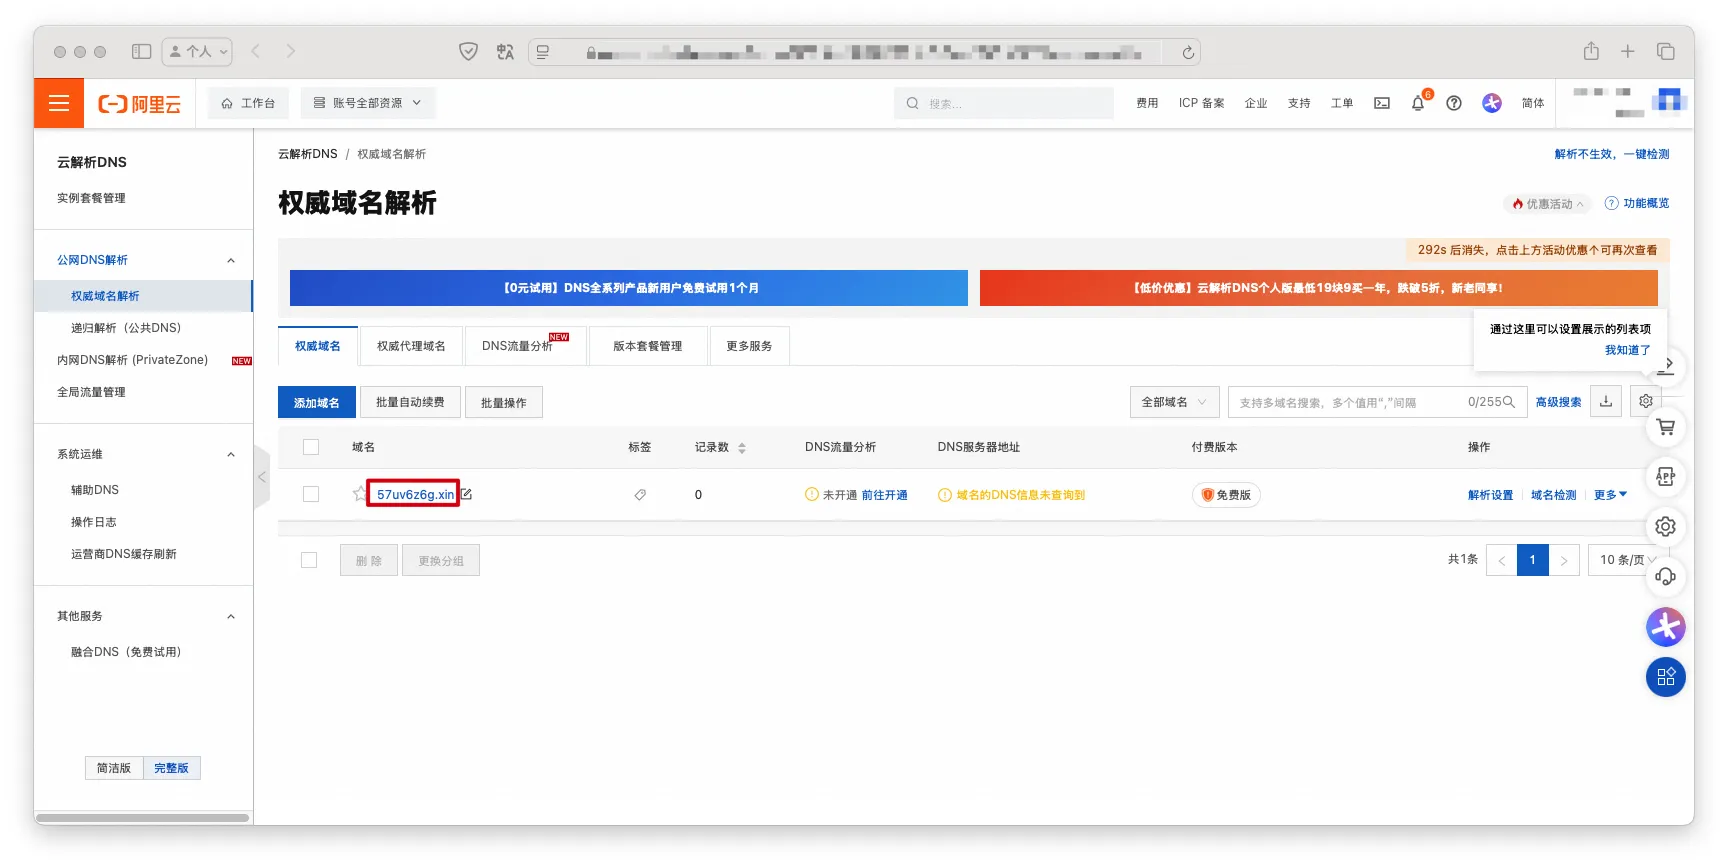 个人
阿里云
工作台
账号全部资源
搜索...
费用
ICP 备案
企业
支持
工单
6
简体
云解析DNS
实例套餐管理
公网DNS解析
权威域名解析
递归解析（公共DNS）
内网DNS解析 (PrivateZone)
NEW
全局流量管理
系统运维
辅助DNS
操作日志
运营商DNS缓存刷新
其他服务
融合DNS（免费试用）
简洁版
完整版
云解析DNS / 权威域名解析
解析不生效，一键检测
权威域名解析
优惠活动
功能概览
292s 后消失，点击上方活动优惠个可再次查看
【0元试用】DNS全系列产品新用户免费试用1个月
【低价优惠】云解析DNS个人版最低19块9买一年，跌破5折，新老同享！
通过这里可以设置展示的列表项
我知道了
权威域名
权威代理域名
DNS流量分析
NEW
版本套餐管理
更多服务
添加域名
批量自动续费
批量操作
全部域名
支持多域名搜索，多个值用“,”间隔
0/255
高级搜索
域名
标签
记录数
DNS流量分析
DNS服务器地址
付费版本
操作
57uv6z6g.xin
0
未开通 前往开通
域名的DNS信息未查询到
免费版
解析设置
域名检测
更多
删 除
更换分组
共1条
1
10 条/页
APP